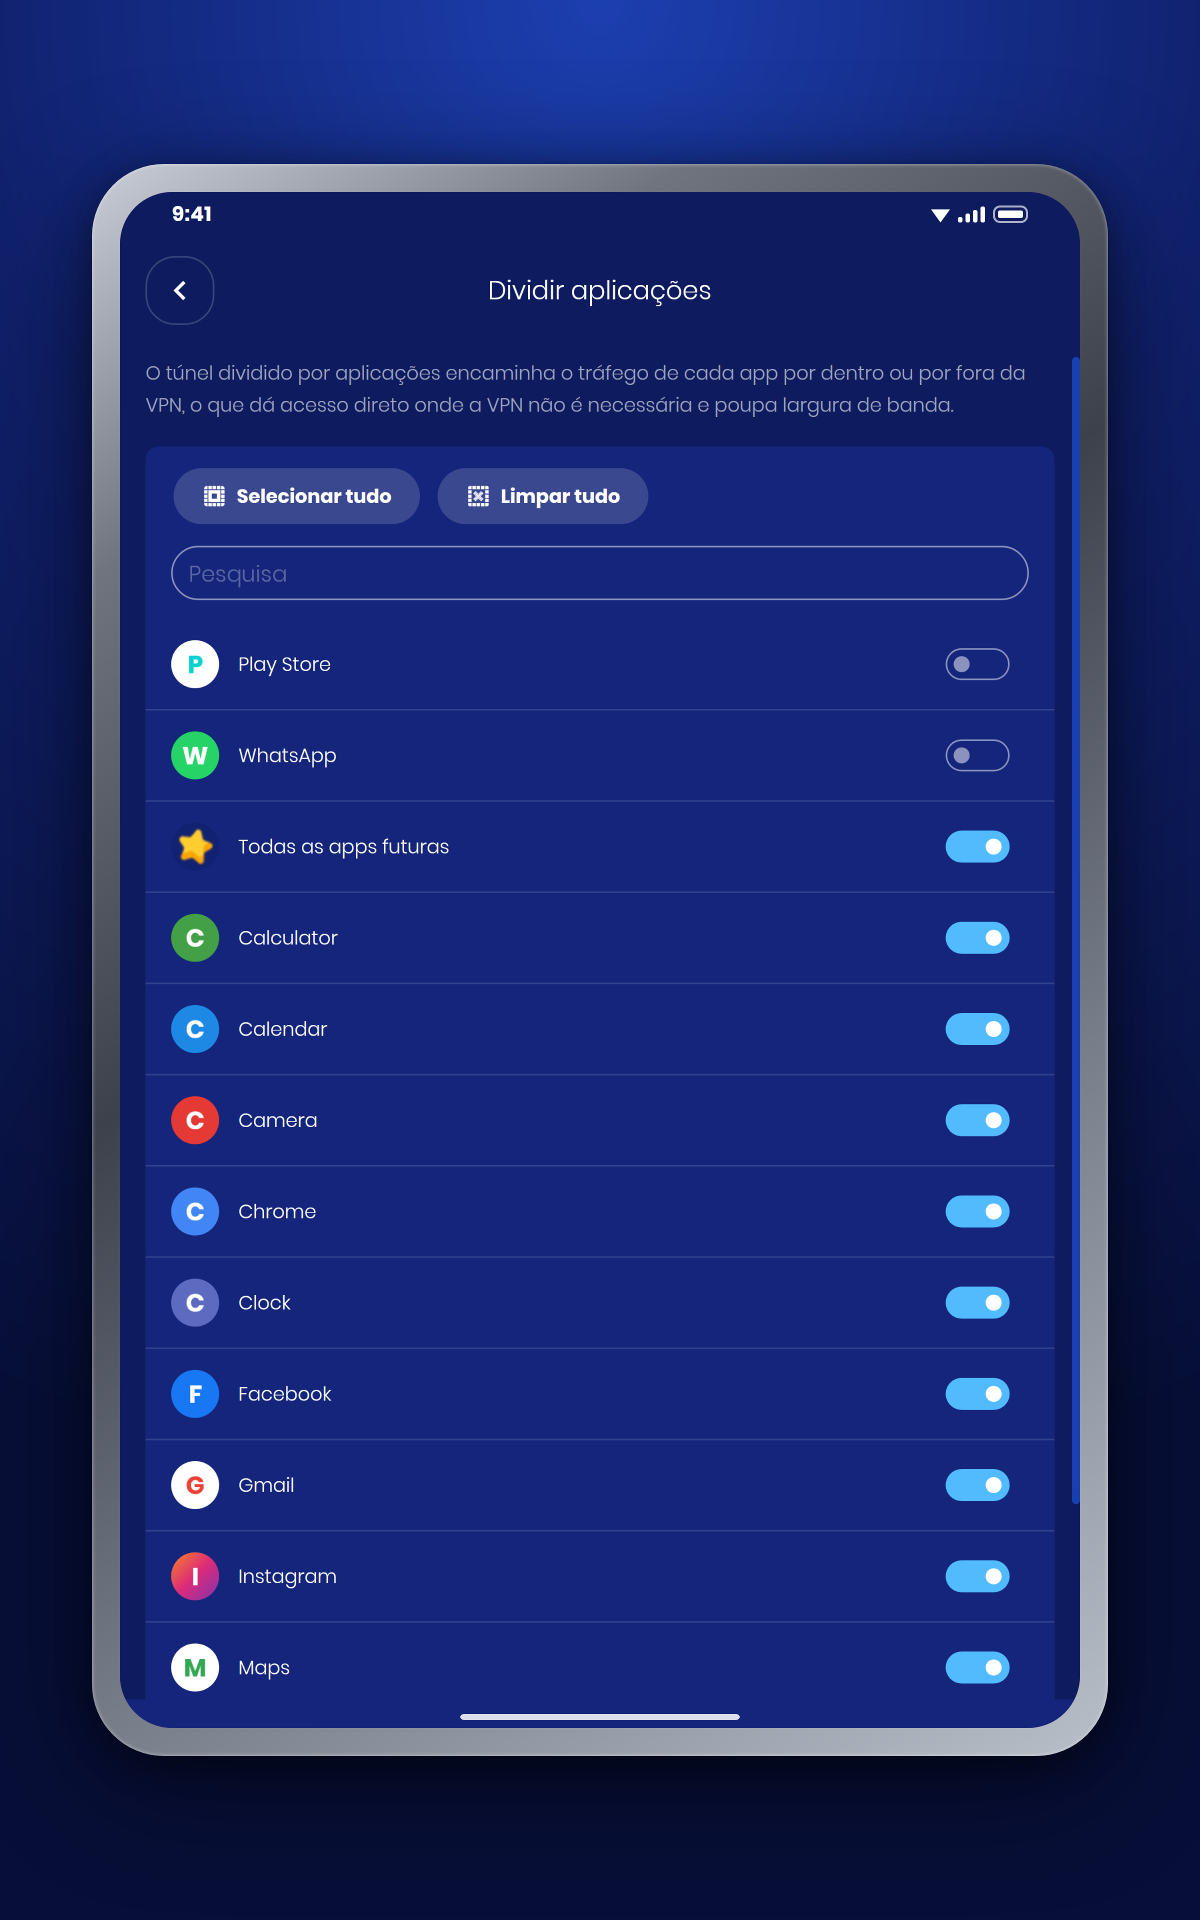 9:41
Dividir aplicações
O túnel dividido por aplicações encaminha o tráfego de cada app por dentro ou por fora da
VPN, o que dá acesso direto onde a VPN não é necessária e poupa largura de banda.
Selecionar tudo Limpar tudo
Pesquisa
P Play Store
W WhatsApp
Todas as apps futuras
C Calculator
C Calendar
C Camera
C Chrome
C Clock
F Facebook
G Gmail
I Instagram
M Maps